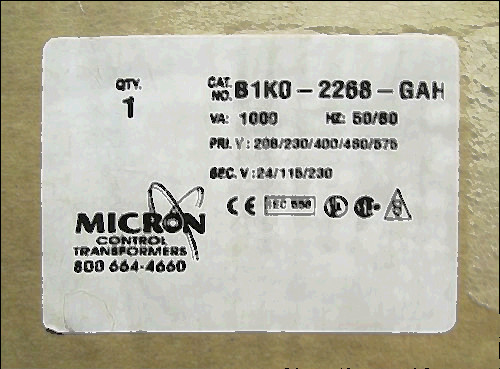 QTY.
1
CAT. NO. B1K0-2268-GAH
VA: 1000 HZ: 50/60
PRI. V: 208/230/400/460/575
SEC. V: 24/115/230
CE IEC 558
MICRON
CONTROL
TRANSFORMERS
800 664-4660